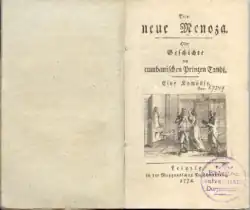 Der
neue Menoza.
Oder
Geschichte
des
cumbanischen Prinzen Tandi.
Eine Komödie.
Leipzig
in der Weygandschen Buchhandlung
1774